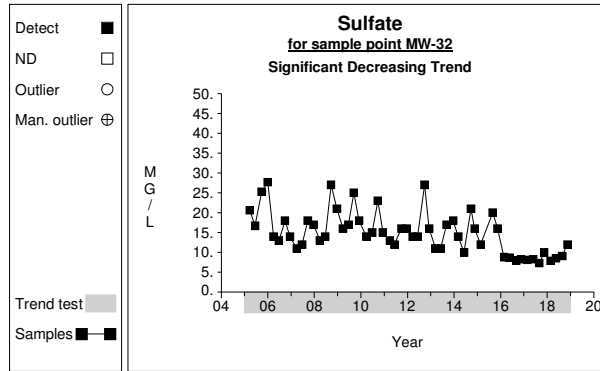 Detect
ND
Outlier
Man. outlier
Trend test
Samples
Sulfate
for sample point MW-32
Significant Decreasing Trend
50.
45.
40.
35.
30.
25.
20.
15.
10.
5.
0.
M
G
/
L
04 06 08 10 12 14 16 18 20
Year